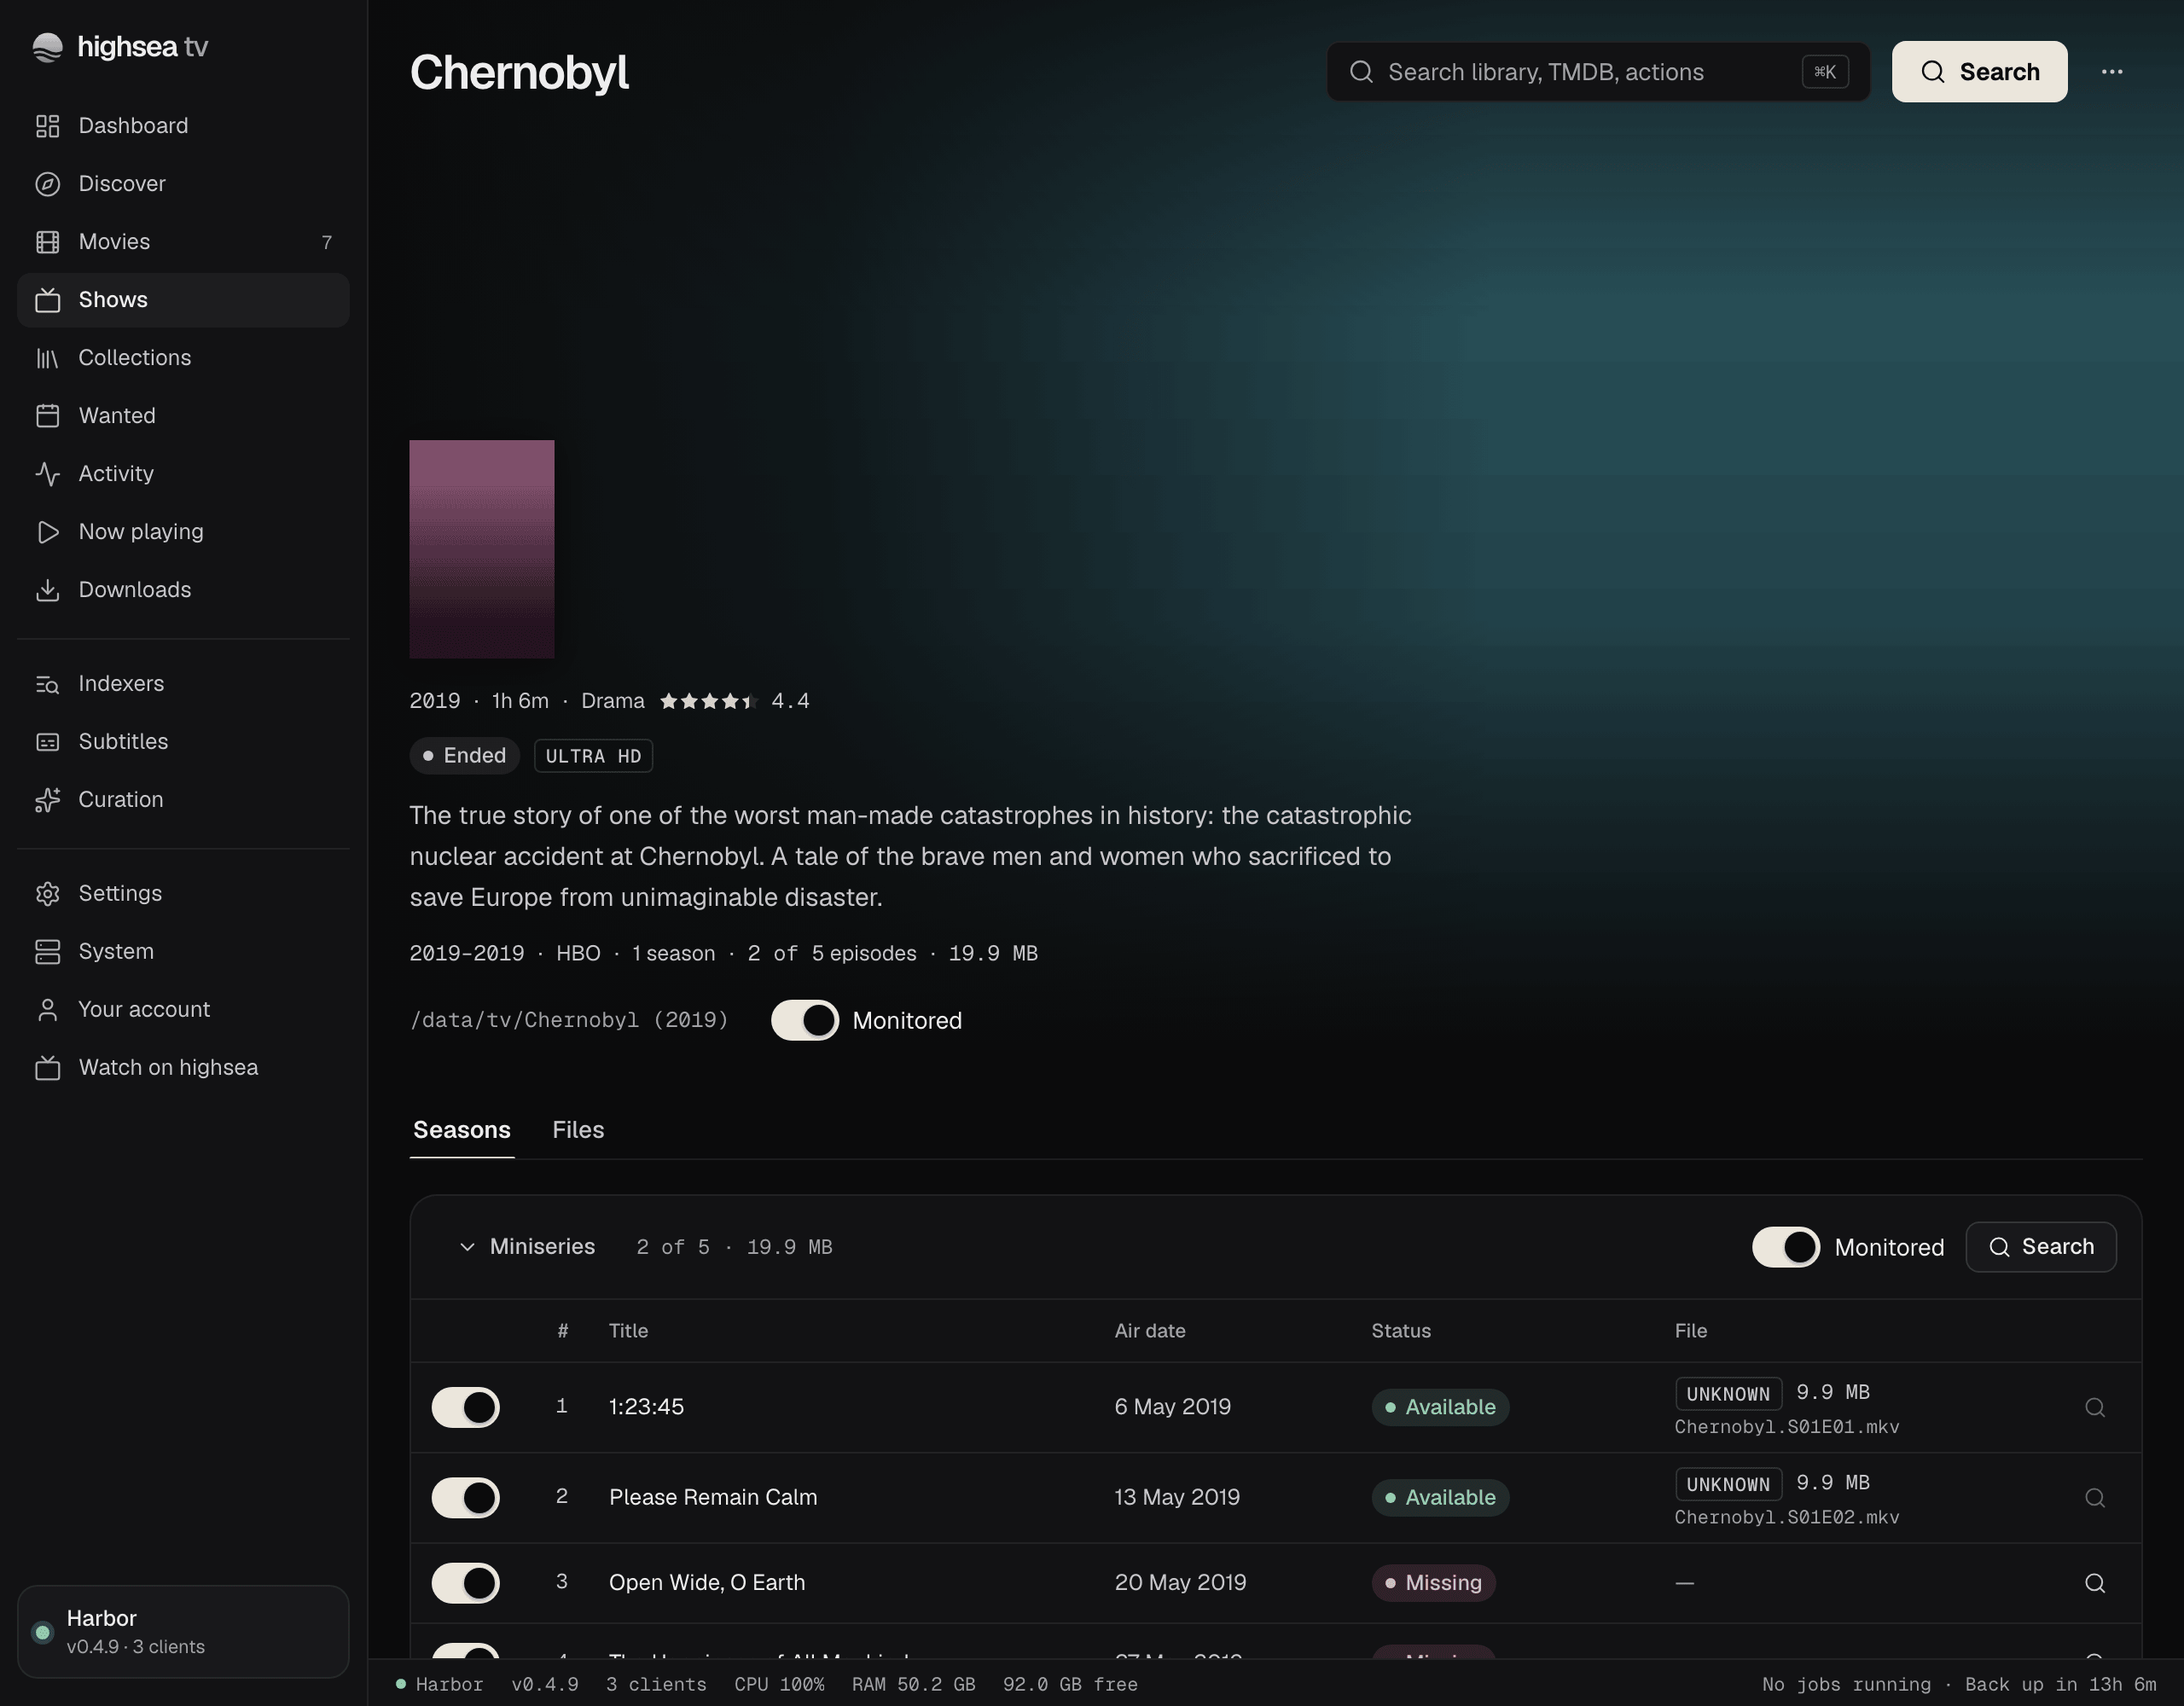 highsea tv
Dashboard
Discover
Movies 7
Shows
Collections
Wanted
Activity
Now playing
Downloads
Indexers
Subtitles
Curation
Settings
System
Your account
Watch on highsea
Harbor
v0.4.9 · 3 clients
Chernobyl
Search library, TMDB, actions ⌘K
Search
2019 · 1h 6m · Drama 4.4
Ended ULTRA HD
The true story of one of the worst man-made catastrophes in history: the catastrophic
nuclear accident at Chernobyl. A tale of the brave men and women who sacrificed to
save Europe from unimaginable disaster.
2019–2019 · HBO · 1 season · 2 of 5 episodes · 19.9 MB
/data/tv/Chernobyl (2019) Monitored
Seasons Files
Miniseries 2 of 5 · 19.9 MB Monitored Search
# Title Air date Status File
1 1:23:45 6 May 2019 Available UNKNOWN 9.9 MB
Chernobyl.S01E01.mkv
2 Please Remain Calm 13 May 2019 Available UNKNOWN 9.9 MB
Chernobyl.S01E02.mkv
3 Open Wide, O Earth 20 May 2019 Missing —
Harbor v0.4.9 3 clients CPU 100% RAM 50.2 GB 92.0 GB free No jobs running · Back up in 13h 6m